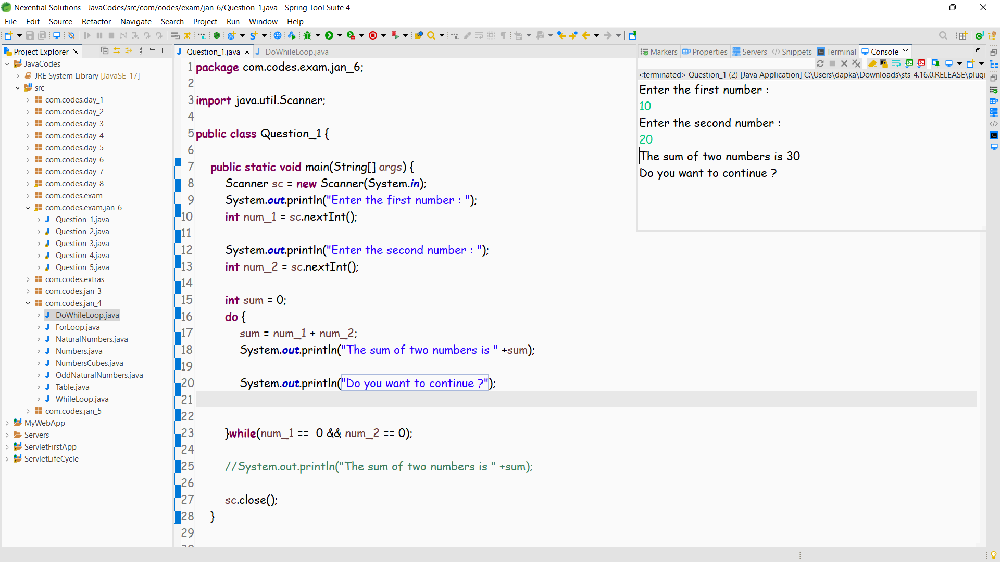 Nexential Solutions - JavaCodes/src/com/codes/exam/jan_6/Question_1.java - Spring Tool Suite 4
File Edit Source Refactor Navigate Search Project Run Window Help
Project Explorer
JavaCodes
JRE System Library [JavaSE-17]
src
com.codes.day_1
com.codes.day_2
com.codes.day_3
com.codes.day_4
com.codes.day_5
com.codes.day_6
com.codes.day_7
com.codes.day_8
com.codes.exam
com.codes.exam.jan_6
Question_1.java
Question_2.java
Question_3.java
Question_4.java
Question_5.java
com.codes.extras
com.codes.jan_3
com.codes.jan_4
DoWhileLoop.java
ForLoop.java
NaturalNumbers.java
Numbers.java
NumbersCubes.java
OddNaturalNumbers.java
Table.java
WhileLoop.java
com.codes.jan_5
MyWebApp
Servers
ServletFirstApp
ServletLifeCycle
Question_1.java DoWhileLoop.java
1 package com.codes.exam.jan_6;
2
3 import java.util.Scanner;
4
5 public class Question_1 {
6
7 public static void main(String[] args) {
8 Scanner sc = new Scanner(System.in);
9 System.out.println("Enter the first number : ");
10 int num_1 = sc.nextInt();
11
12 System.out.println("Enter the second number : ");
13 int num_2 = sc.nextInt();
14
15 int sum = 0;
16 do {
17 sum = num_1 + num_2;
18 System.out.println("The sum of two numbers is " +sum);
19
20 System.out.println("Do you want to continue ?");
21
22
23 }while(num_1 ==  0 && num_2 == 0);
24
25 //System.out.println("The sum of two numbers is " +sum);
26
27 sc.close();
28 }
29
Markers Properties Servers Snippets Terminal Console
<terminated> Question_1 (2) [Java Application] C:\Users\dapka\Downloads\sts-4.16.0.RELEASE\plugi
Enter the first number :
10
Enter the second number :
20
The sum of two numbers is 30
Do you want to continue ?